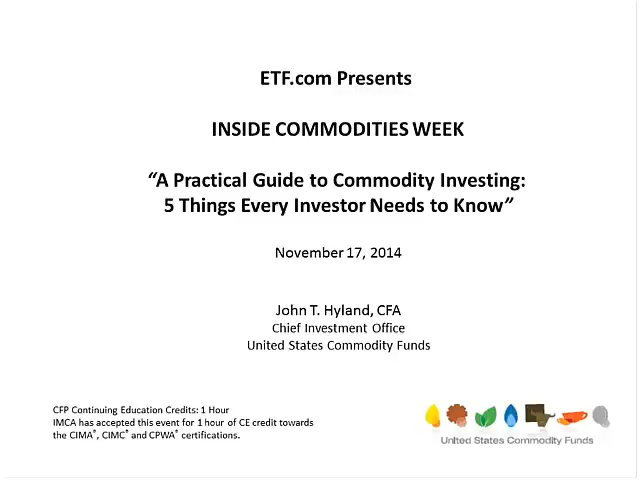 ETF.com Presents
INSIDE COMMODITIES WEEK
“A Practical Guide to Commodity Investing:
5 Things Every Investor Needs to Know”
November 17, 2014
John T. Hyland, CFA
Chief Investment Office
United States Commodity Funds
CFP Continuing Education Credits: 1 Hour
IMCA has accepted this event for 1 hour of CE credit towards
the CIMA®, CIMC® and CPWA® certifications.
United States Commodity Funds